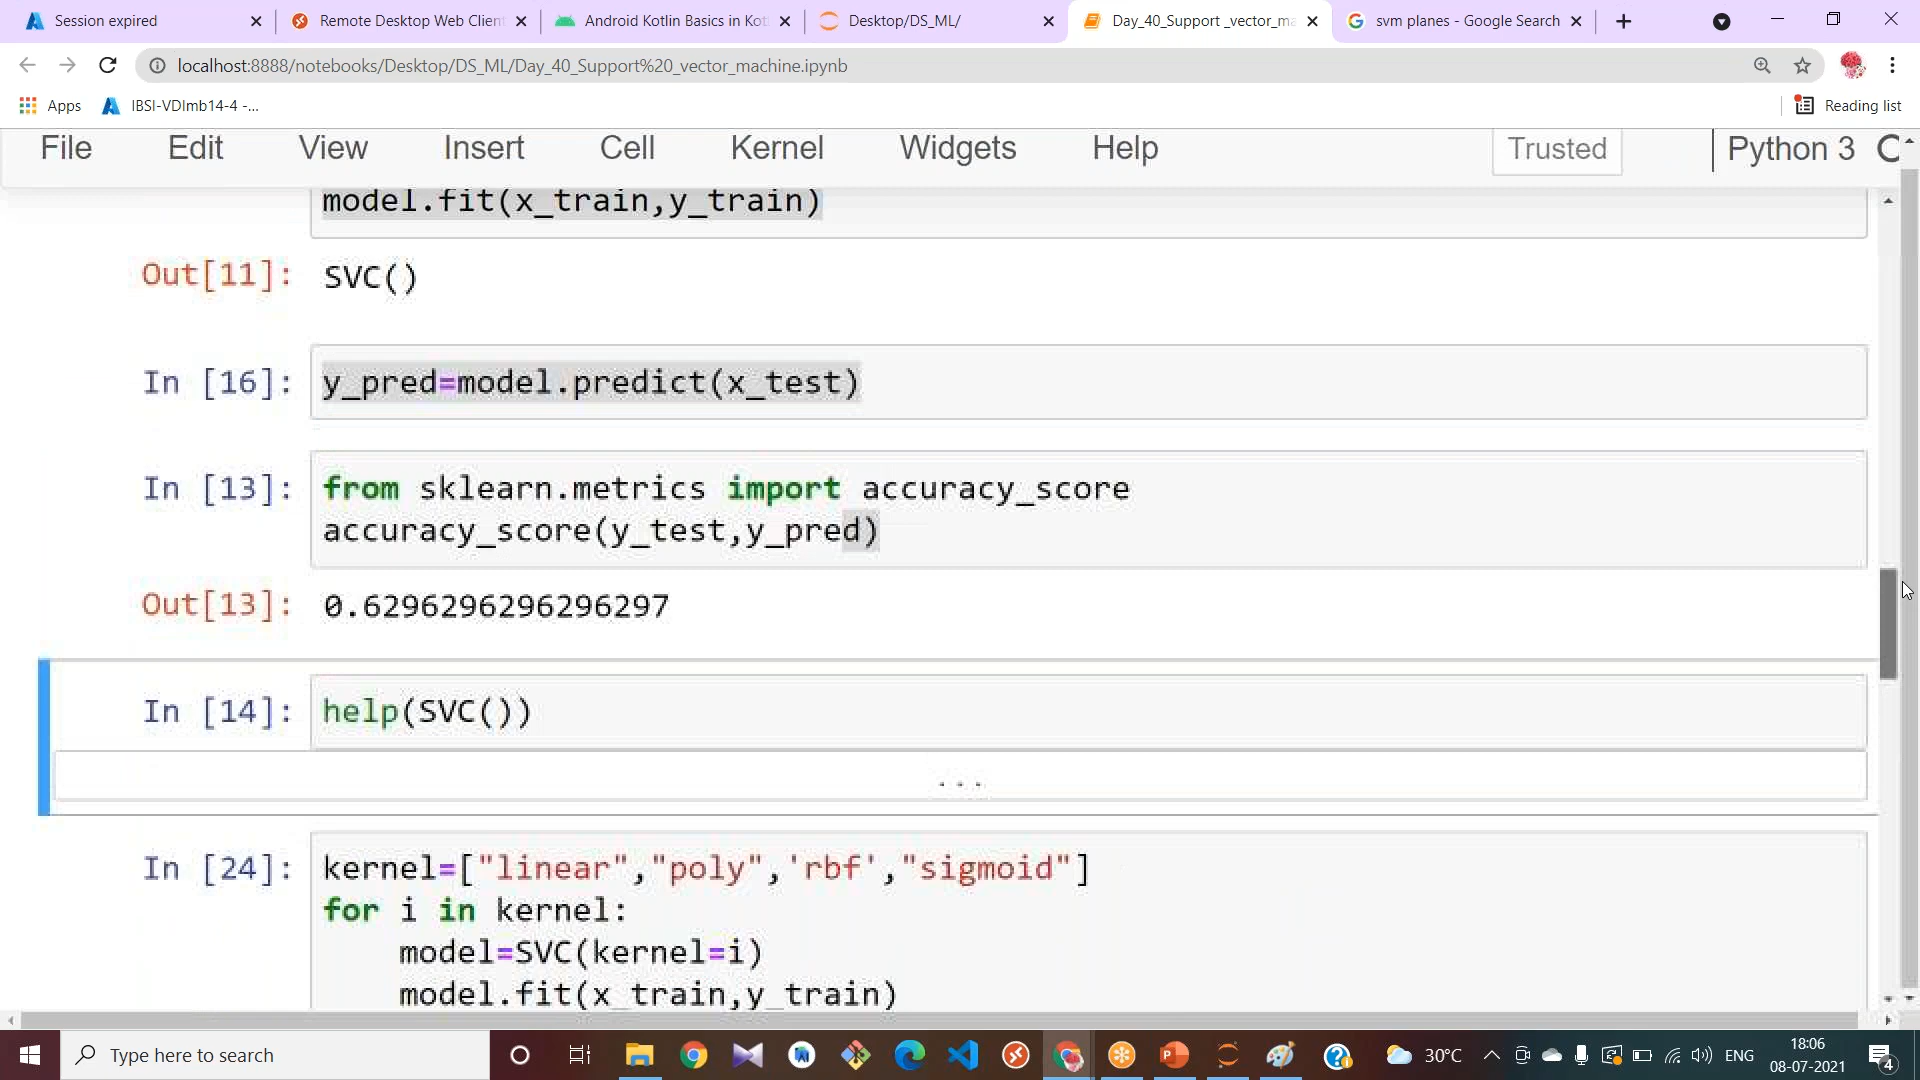 Session expired
Remote Desktop Web Client
Android Kotlin Basics in Kot
Desktop/DS_ML/
Day_40_Support _vector_ma
svm planes - Google Search
localhost:8888/notebooks/Desktop/DS_ML/Day_40_Support%20_vector_machine.ipynb
Apps
IBSI-VDImb14-4 -...
Reading list
File Edit View Insert Cell Kernel Widgets Help Trusted Python 3
model.fit(x_train,y_train)
Out[11]: SVC()
In [16]: y_pred=model.predict(x_test)
In [13]: from sklearn.metrics import accuracy_score
accuracy_score(y_test,y_pred)
Out[13]: 0.6296296296296297
In [14]: help(SVC())
. . .
In [24]: kernel=["linear","poly",'rbf',"sigmoid"]
for i in kernel:
model=SVC(kernel=i)
model.fit(x_train,y_train)
Type here to search
30°C
ENG
18:06
08-07-2021
4